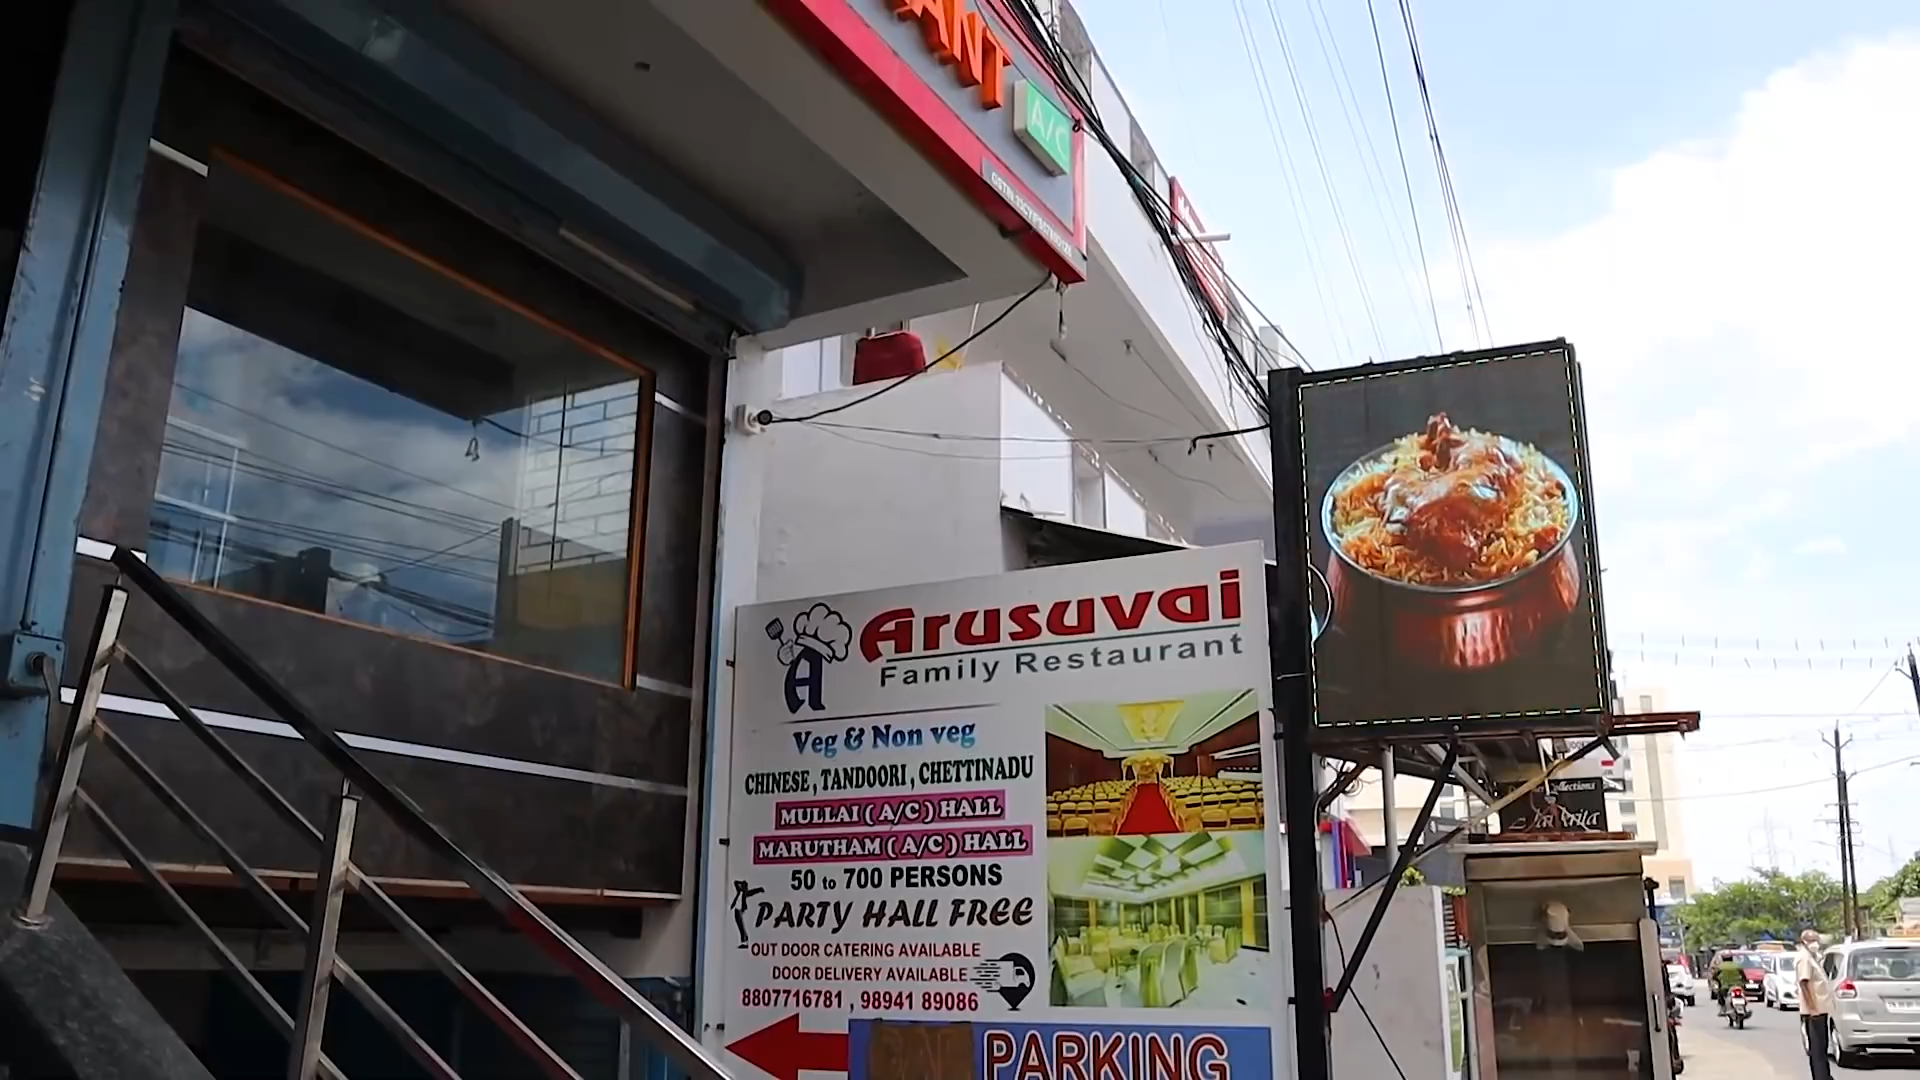 ANT
A/C
Arusuvai
Family Restaurant
A
Veg & Non veg
CHINESE, TANDOORI, CHETTINADU
MULLAI ( A/C ) HALL
MARUTHAM ( A/C ) HALL
50 to 700 PERSONS
PARTY HALL FREE
OUT DOOR CATERING AVAILABLE
DOOR DELIVERY AVAILABLE
8807716781 , 98941 89086
PARKING
Collections